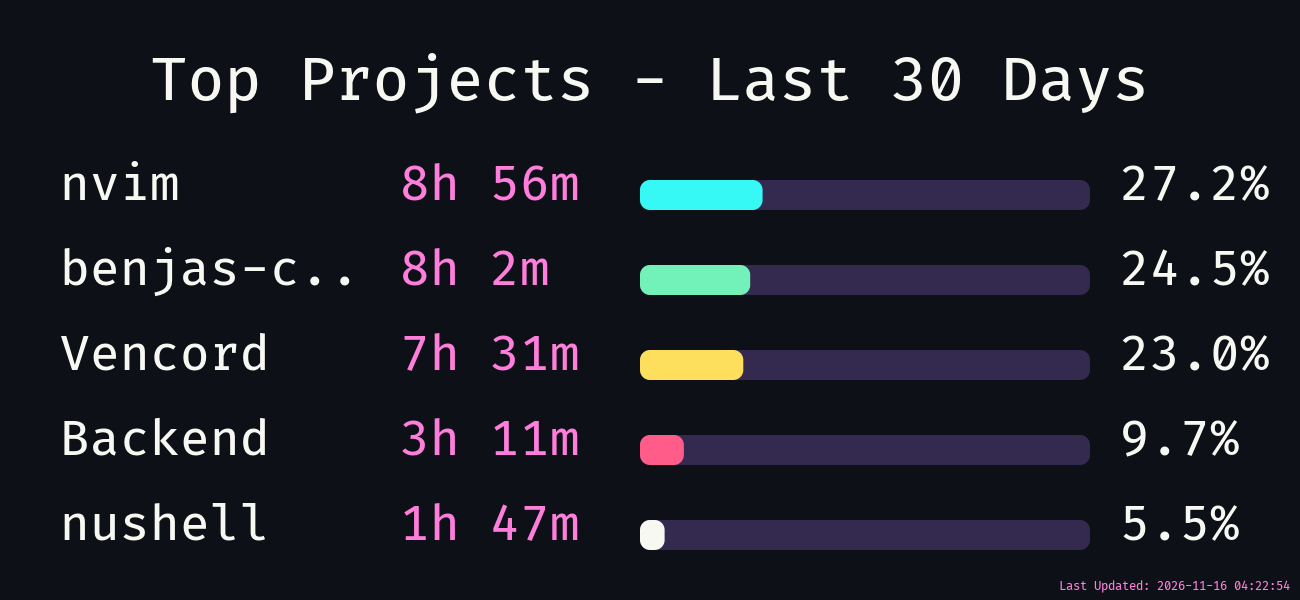 Top Projects - Last 30 Days
nvim 8h 56m 27.2%
benjas-c.. 8h 2m 24.5%
Vencord 7h 31m 23.0%
Backend 3h 11m 9.7%
nushell 1h 47m 5.5%
Last Updated: 2026-11-16 04:22:54